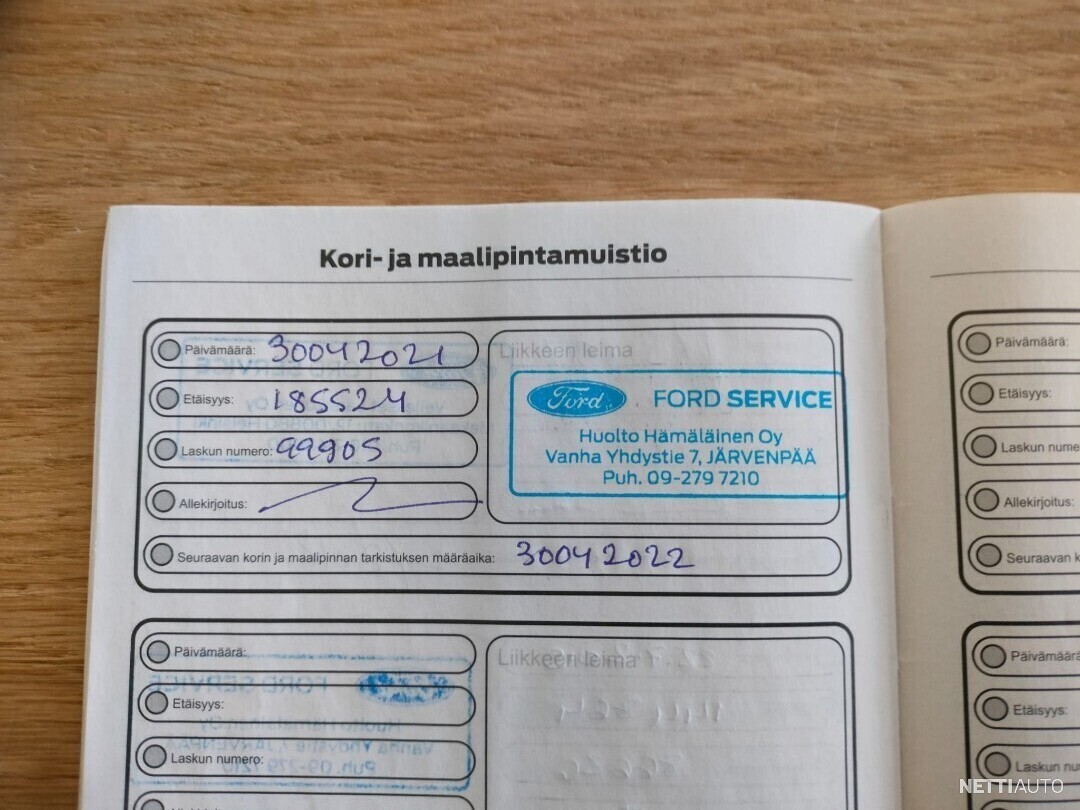 Kori- ja maalipintamuistio
Päivämäärä: 30042021
Etäisyys: 185524
Laskun numero: 99905
Allekirjoitus:
Liikkeen leima
Ford FORD SERVICE
Huolto Hämäläinen Oy
Vanha Yhdystie 7, JÄRVENPÄÄ
Puh. 09-279 7210
Seuraavan korin ja maalipinnan tarkistuksen määräaika: 30042022
Päivämäärä:
Etäisyys:
Laskun numero:
Liikkeen leima
Päivämäärä:
Etäisyys:
Laskun nume
Allekirjoitus:
Seuraavan k
Päivämäärä
Etäisyys:
Laskun nu
NETTIAUTO